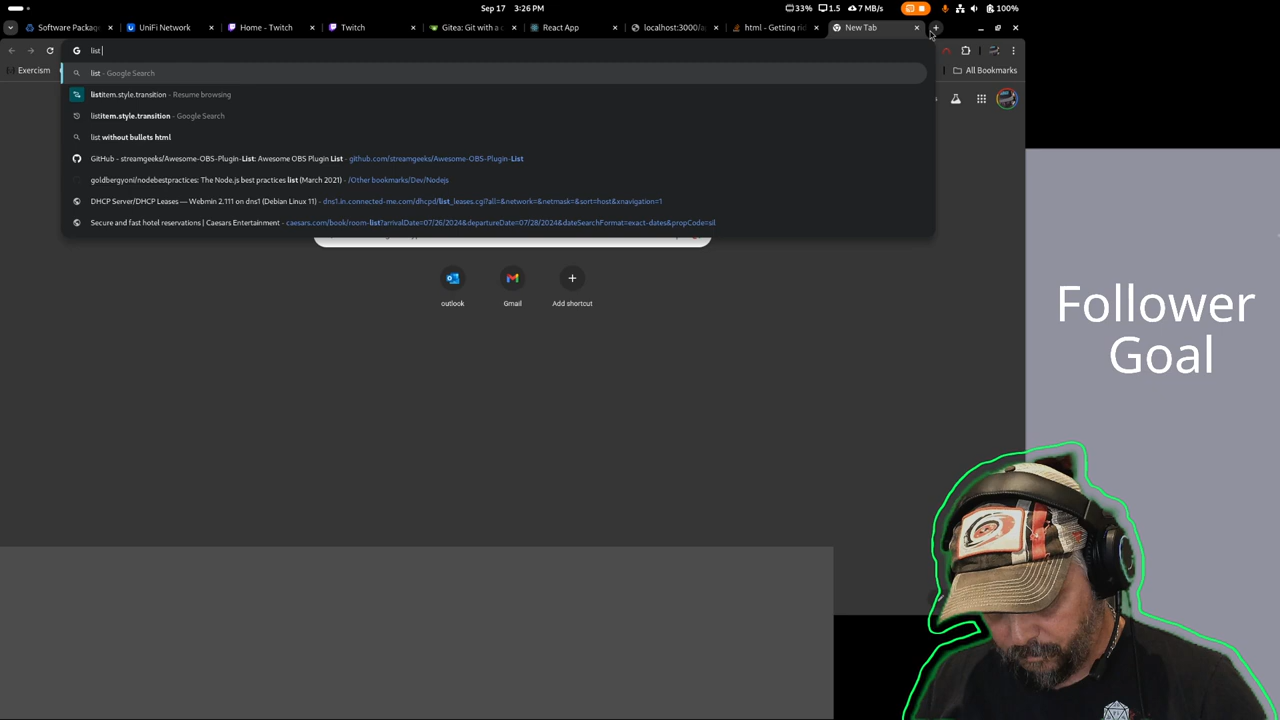 Sep 17 3:26 PM
33% 1.5 7 MB/s 100%
Software Packag
UniFi Network
Home - Twitch
Twitch
Gitea: Git with a c
React App
localhost:3000/a
html - Getting rid
New Tab
list
Exercism
All Bookmarks
list - Google Search
listitem.style.transition - Resume browsing
listitem.style.transition - Google Search
list without bullets html
GitHub - streamgeeks/Awesome-OBS-Plugin-List: Awesome OBS Plugin List - github.com/streamgeeks/Awesome-OBS-Plugin-List
goldbergyoni/nodebestpractices: The Node.js best practices list (March 2021) - /Other bookmarks/Dev/Nodejs
DHCP Server/DHCP Leases — Webmin 2.111 on dns1 (Debian Linux 11) - dns1.in.connected-me.com/dhcpd/list_leases.cgi?all=&network=&netmask=&sort=host&xnavigation=1
Secure and fast hotel reservations | Caesars Entertainment - caesars.com/book/room-list?arrivalDate=07/26/2024&departureDate=07/28/2024&dateSearchFormat=exact-dates&propCode=sil
outlook
Gmail
Add shortcut
Follower
Goal